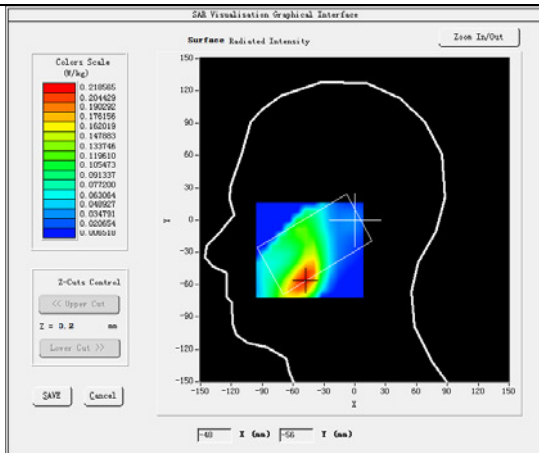 SAR Visualisation Graphical Interface
Surface Radiated Intensity
Zoom In/Out
Colors Scale
(W/kg)
0.218565
0.204429
0.190292
0.176156
0.162019
0.147883
0.133746
0.119610
0.105473
0.091337
0.077200
0.063064
0.048927
0.034791
0.020654
0.006518
150
120
90
60
30
0
-30
-60
-90
-120
-150
Y
-150 -120 -90 -60 -30 0 30 60 90 120 150
X
Z-Cuts Control
<< Upper Cut
Z = 0.2 mm
Lower Cut >>
SAVE Cancel
-48 X (mm) -56 Y (mm)